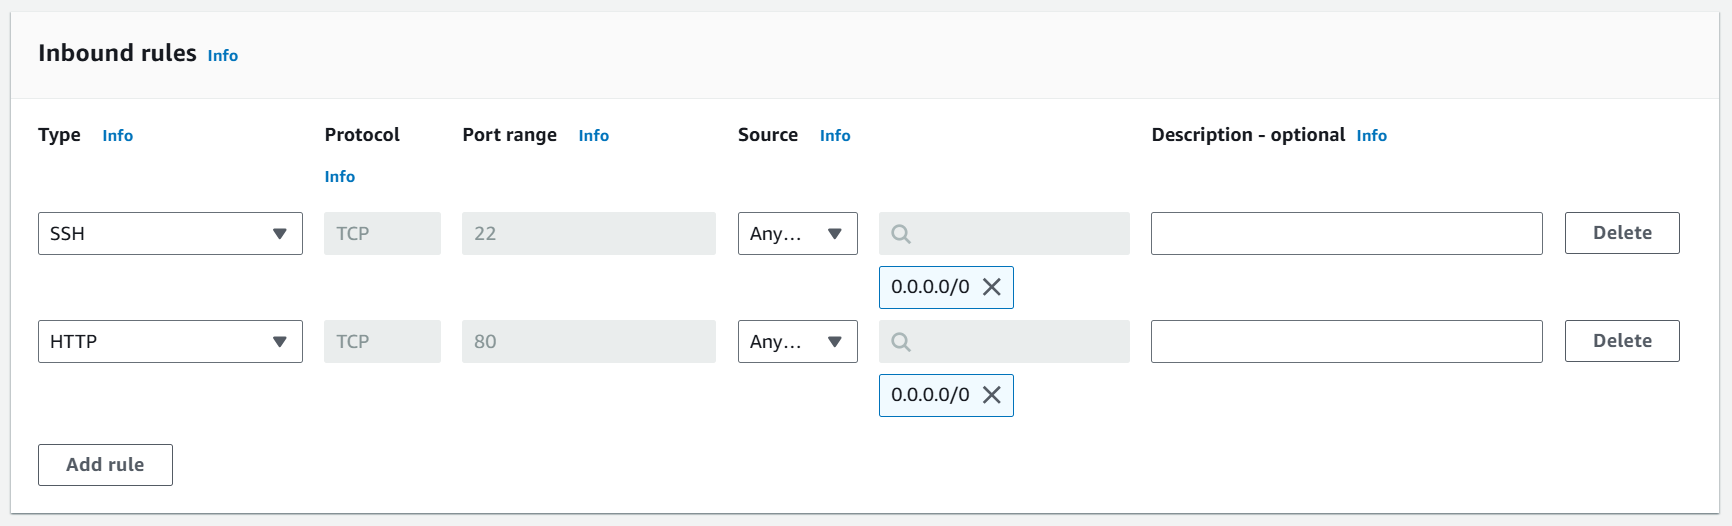 Inbound rules Info
Type Info Protocol Info Port range Info Source Info Description - optional Info
SSH TCP 22 Any... Delete
0.0.0.0/0
HTTP TCP 80 Any... Delete
0.0.0.0/0
Add rule